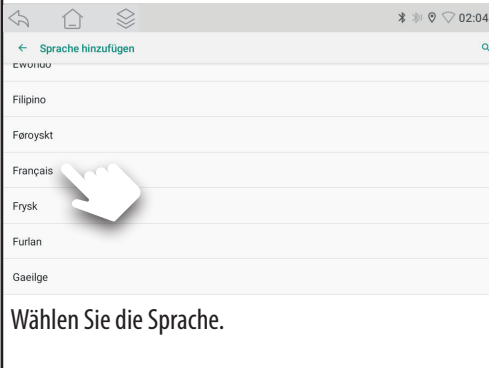 02:04
← Sprache hinzufügen
Ewondo
Filipino
Føroyskt
Français
Frysk
Furlan
Gaeilge
Wählen Sie die Sprache.